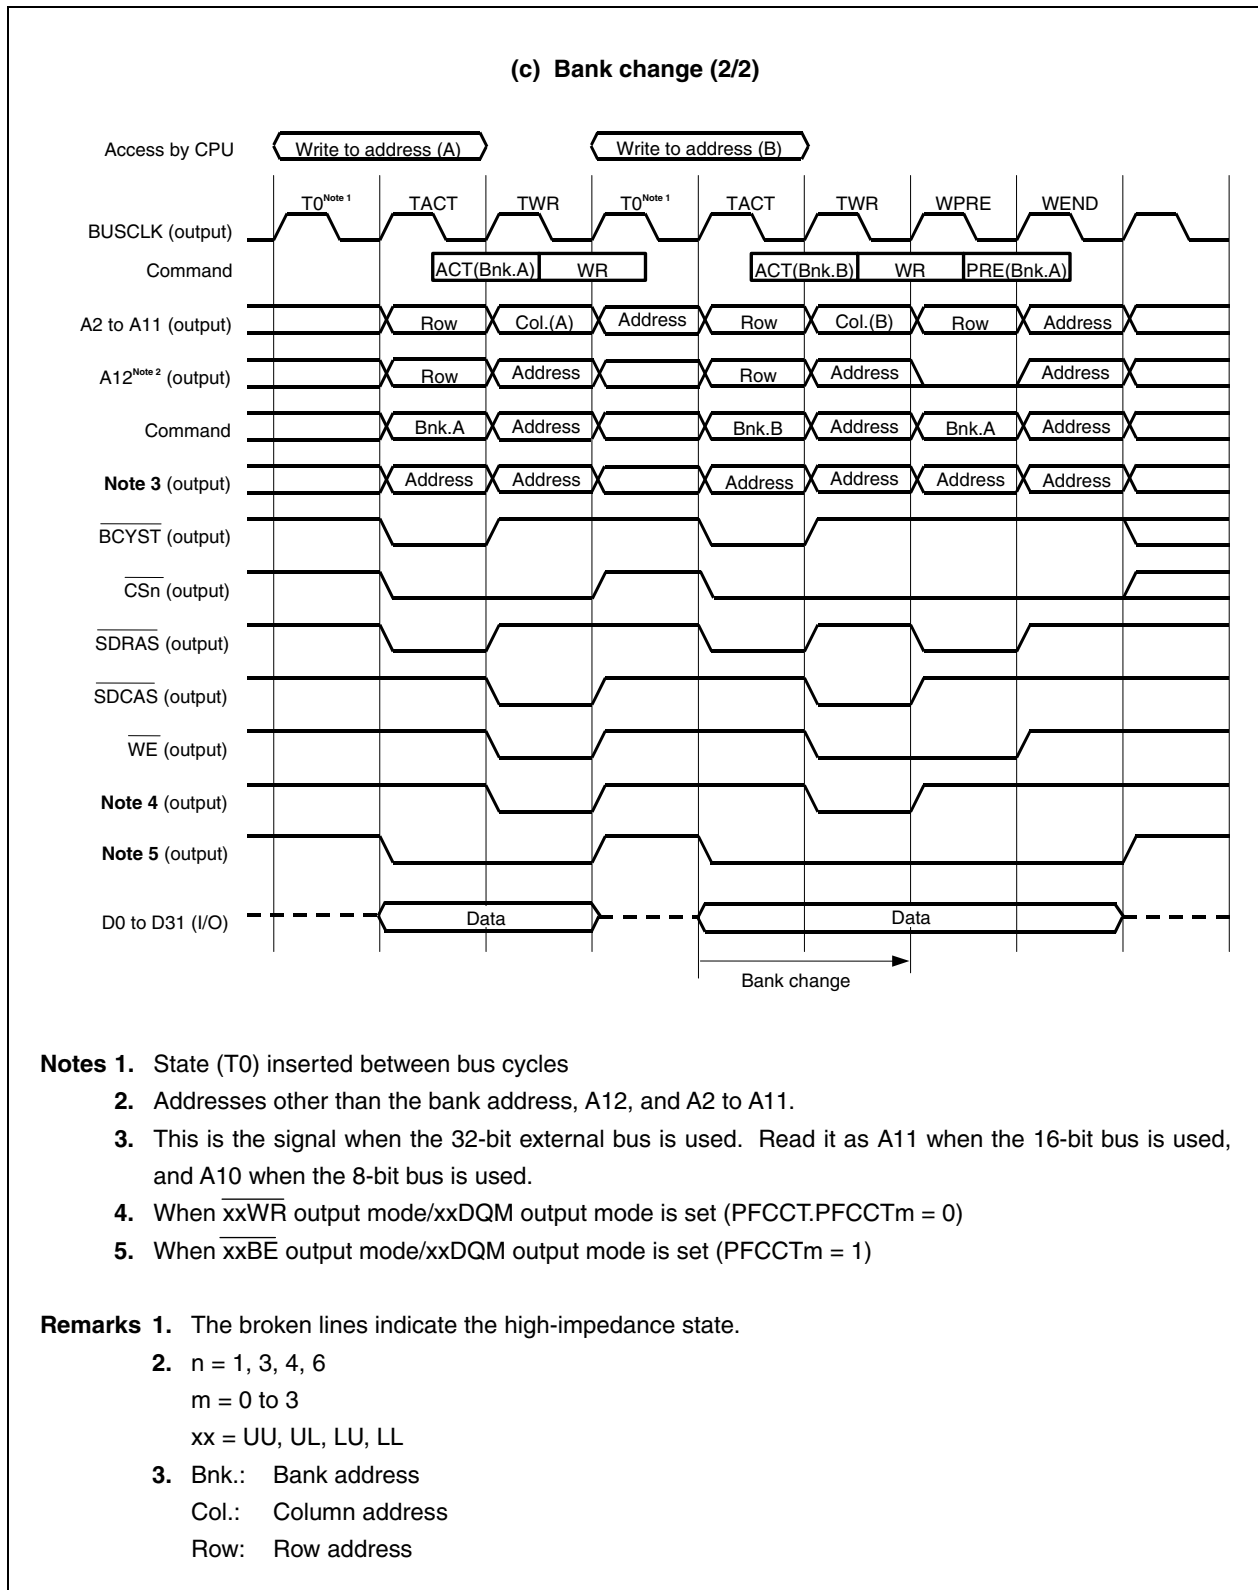 (c) Bank change (2/2)
Access by CPU Write to address (A) Write to address (B)
T0Note 1 TACT TWR T0Note 1 TACT TWR WPRE WEND
BUSCLK (output)
Command ACT(Bnk.A) WR ACT(Bnk.B) WR PRE(Bnk.A)
A2 to A11 (output) Row Col.(A) Address Row Col.(B) Row Address
A12Note 2 (output) Row Address Row Address Address
Command Bnk.A Address Bnk.B Address Bnk.A Address
Note 3 (output) Address Address Address Address Address Address
BCYST (output)
CSn (output)
SDRAS (output)
SDCAS (output)
WE (output)
Note 4 (output)
Note 5 (output)
D0 to D31 (I/O) Data Data
Bank change
Notes 1. State (T0) inserted between bus cycles
2. Addresses other than the bank address, A12, and A2 to A11.
3. This is the signal when the 32-bit external bus is used. Read it as A11 when the 16-bit bus is used,
and A10 when the 8-bit bus is used.
4. When xxWR output mode/xxDQM output mode is set (PFCCT.PFCCTm = 0)
5. When xxBE output mode/xxDQM output mode is set (PFCCTm = 1)
Remarks 1. The broken lines indicate the high-impedance state.
2. n = 1, 3, 4, 6
m = 0 to 3
xx = UU, UL, LU, LL
3. Bnk.: Bank address
Col.: Column address
Row: Row address